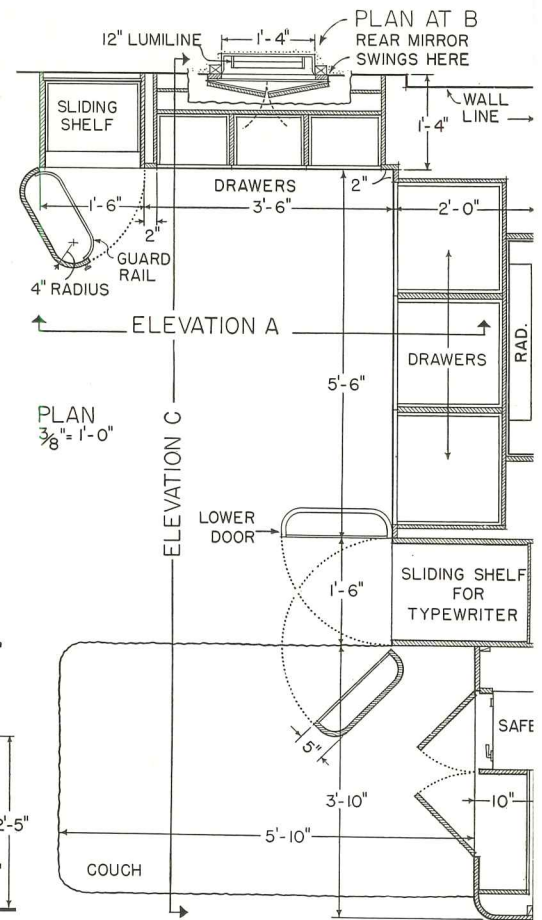 PLAN AT B
12" LUMILINE
1'-4"
REAR MIRROR
SWINGS HERE
SLIDING
SHELF
WALL
LINE
1'-4"
DRAWERS
2"
1'-6"
3'-6"
2'-0"
2"
GUARD
RAIL
4" RADIUS
ELEVATION A
DRAWERS
RAD.
5'-6"
PLAN
3/8"= 1'-0"
ELEVATION C
LOWER
DOOR
1'-6"
SLIDING SHELF
FOR
TYPEWRITER
SAFE
5"
2'-5"
3'-10"
10"
5'-10"
COUCH